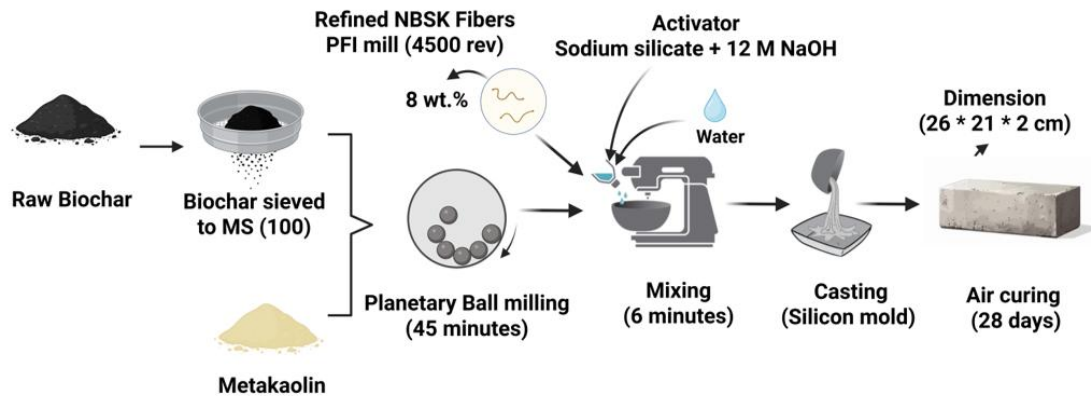 Refined NBSK Fibers
PFI mill (4500 rev)
8 wt.%
Activator
Sodium silicate + 12 M NaOH
Water
Dimension
(26 * 21 * 2 cm)
Raw Biochar
Biochar sieved
to MS (100)
Metakaolin
Planetary Ball milling
(45 minutes)
Mixing
(6 minutes)
Casting
(Silicon mold)
Air curing
(28 days)